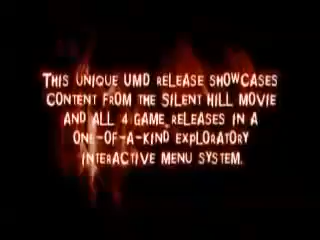 THIS UNIQUE UMD RELEASE SHOWCASES
CONTENT FROM THE SILENT HILL MOVIE
AND ALL 4 GAME RELEASES IN A
ONE-OF-A-KIND EXPLORATORY
INTERACTIVE MENU SYSTEM.